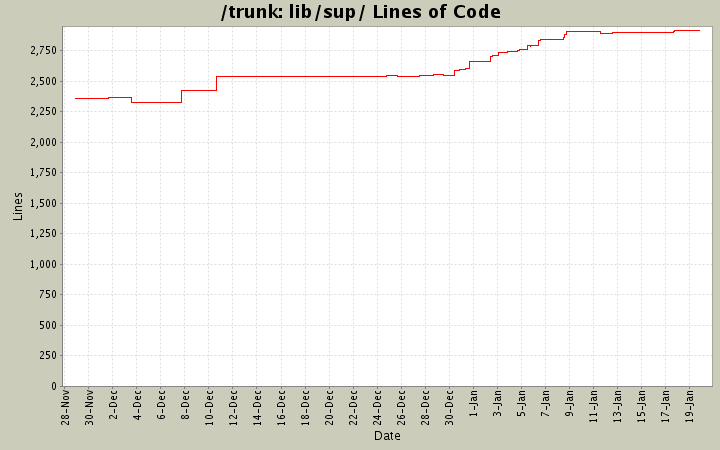 /trunk: lib/sup/ Lines of Code
Lines
2,750
2,500
2,250
2,000
1,750
1,500
1,250
1,000
750
500
250
0
28-Nov
30-Nov
2-Dec
4-Dec
6-Dec
8-Dec
10-Dec
12-Dec
14-Dec
16-Dec
18-Dec
20-Dec
22-Dec
24-Dec
26-Dec
28-Dec
30-Dec
1-Jan
3-Jan
5-Jan
7-Jan
9-Jan
11-Jan
13-Jan
15-Jan
17-Jan
19-Jan
Date